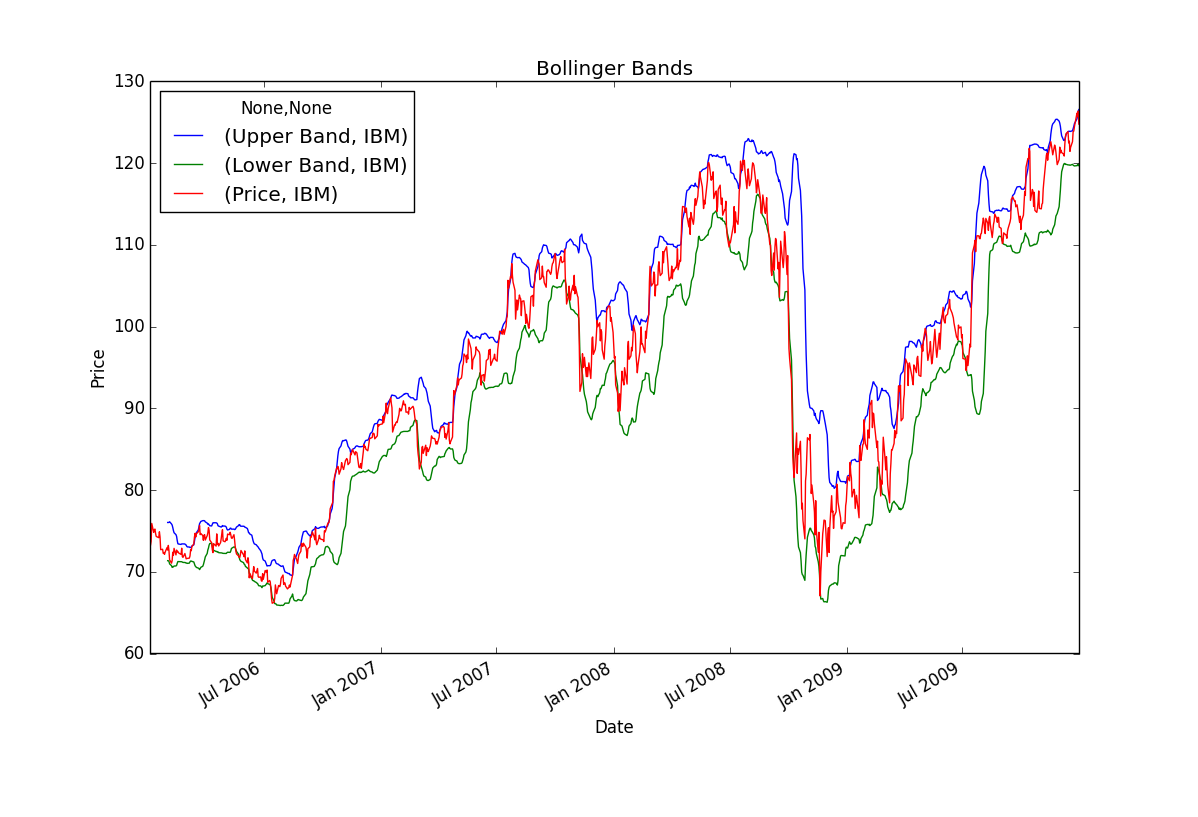 Bollinger Bands
130
120
110
100
90
80
70
60
Price
None,None
(Upper Band, IBM)
(Lower Band, IBM)
(Price, IBM)
Jul 2006
Jan 2007
Jul 2007
Jan 2008
Jul 2008
Jan 2009
Jul 2009
Date